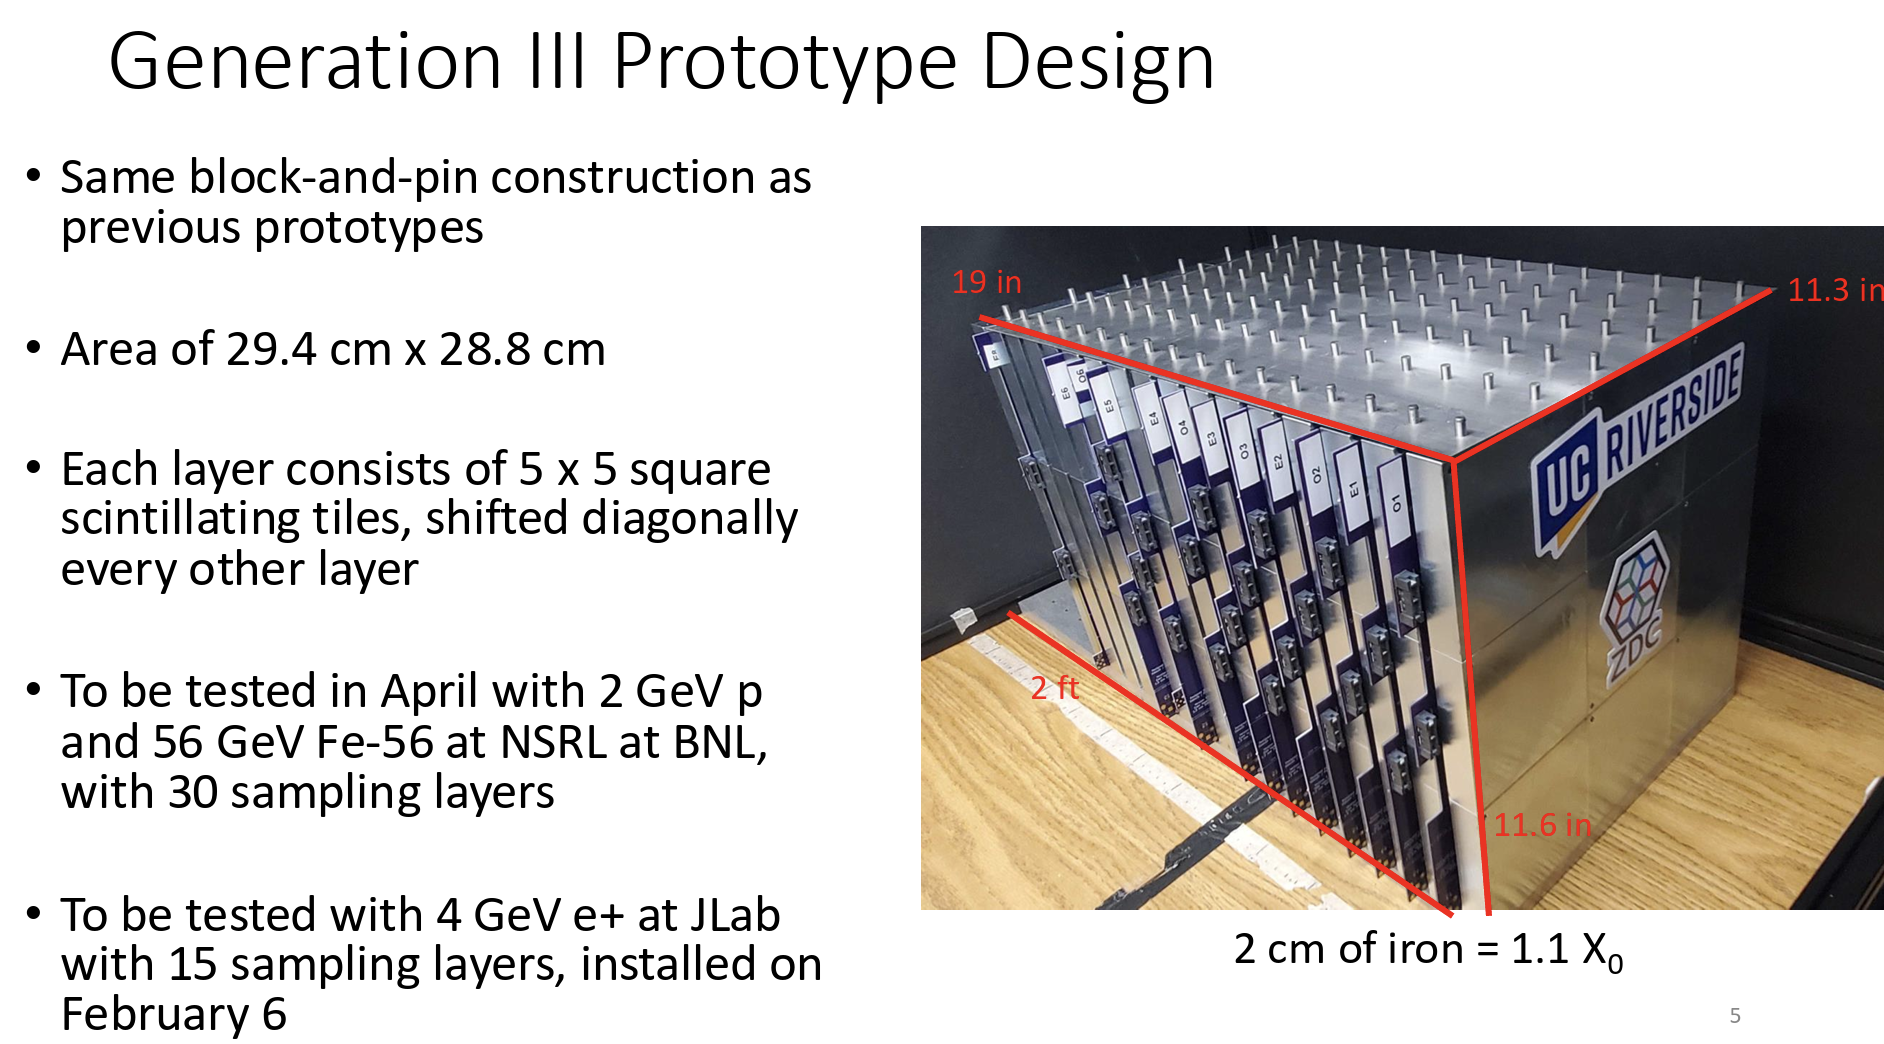 Generation III Prototype Design
• Same block-and-pin construction as
previous prototypes
• Area of 29.4 cm x 28.8 cm
• Each layer consists of 5 x 5 square
scintillating tiles, shifted diagonally
every other layer
• To be tested in April with 2 GeV p
and 56 GeV Fe-56 at NSRL at BNL,
with 30 sampling layers
• To be tested with 4 GeV e+ at JLab
with 15 sampling layers, installed on
February 6
19 in
11.3 in
E6
O6
E5
E4
O4
E3
O3
E2
O2
E1
O1
UC RIVERSIDE
ZDC
2 ft
11.6 in
2 cm of iron = 1.1 X₀
5